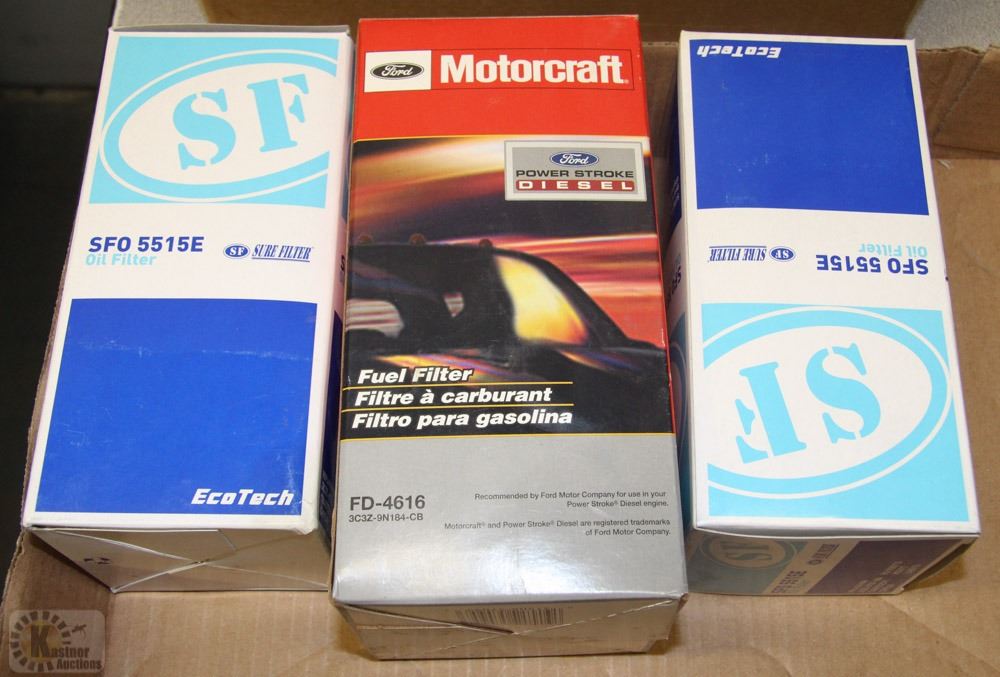 SF
SFO 5515E
Oil Filter
SF SURE FILTER
EcoTech
Ford Motorcraft
Ford
POWER STROKE
DIESEL
Fuel Filter
Filtre à carburant
Filtro para gasolina
FD-4616
3C3Z-9N184-CB
Recommended by Ford Motor Company for use in your
Power Stroke® Diesel engine.
Motorcraft® and Power Stroke® Diesel are registered trademarks
of Ford Motor Company.
EcoTech
SF SURE FILTER
SFO 5515E
Oil Filter
SF
SF
SFO 5515E
Kastner
Auctions